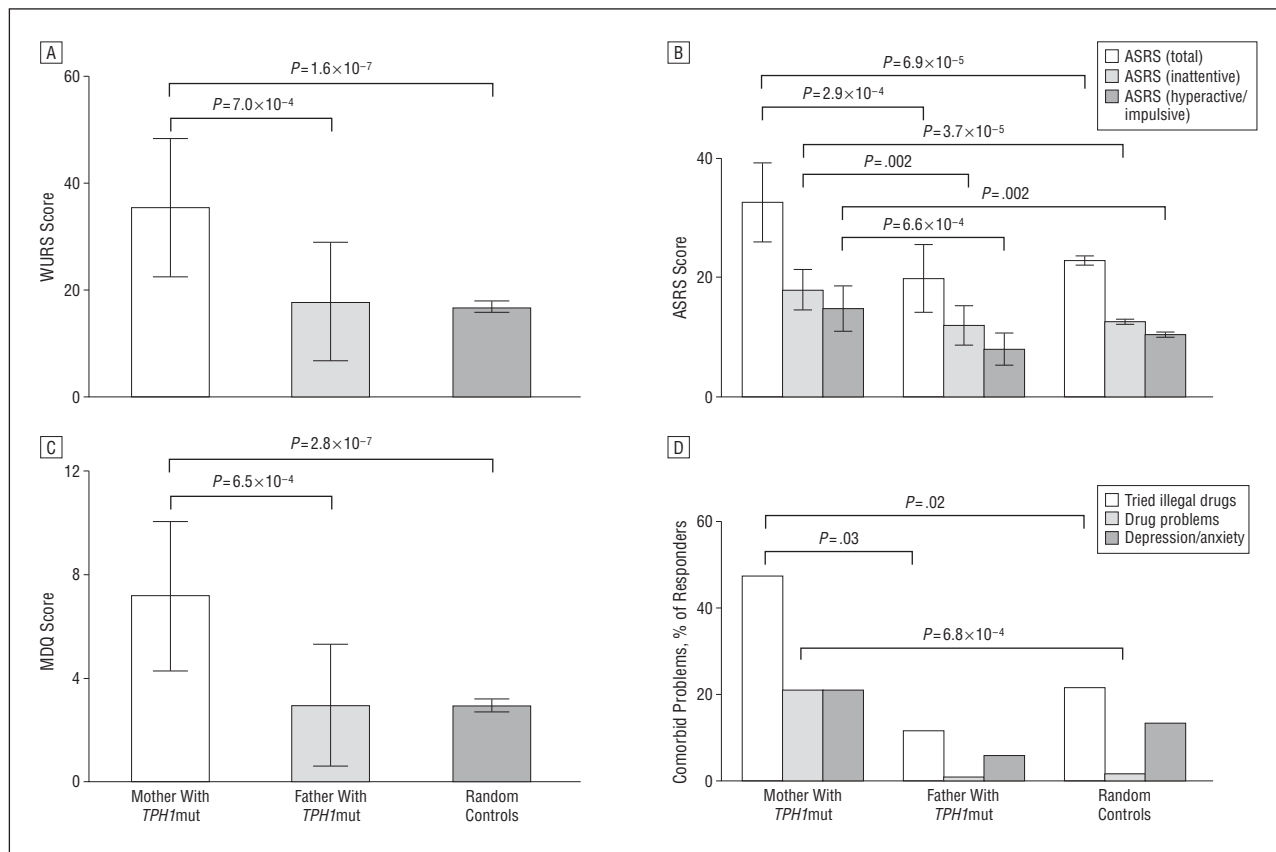 A
60
40
20
0
WURS Score
P=1.6×10⁻⁷
P=7.0×10⁻⁴
B
ASRS (total)
ASRS (inattentive)
ASRS (hyperactive/
impulsive)
P=6.9×10⁻⁵
P=2.9×10⁻⁴
P=3.7×10⁻⁵
P=.002
P=.002
P=6.6×10⁻⁴
40
20
0
ASRS Score
C
12
8
4
0
MDQ Score
P=2.8×10⁻⁷
P=6.5×10⁻⁴
Mother With
TPH1mut
Father With
TPH1mut
Random
Controls
D
Tried illegal drugs
Drug problems
Depression/anxiety
P=.02
P=.03
P=6.8×10⁻⁴
60
40
20
0
Comorbid Problems, % of Responders
Mother With
TPH1mut
Father With
TPH1mut
Random
Controls